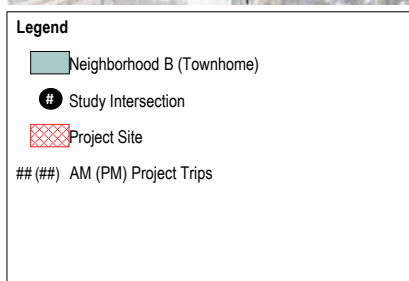 Legend
Neighborhood B (Townhome)
# Study Intersection
Project Site
## (##) AM (PM) Project Trips